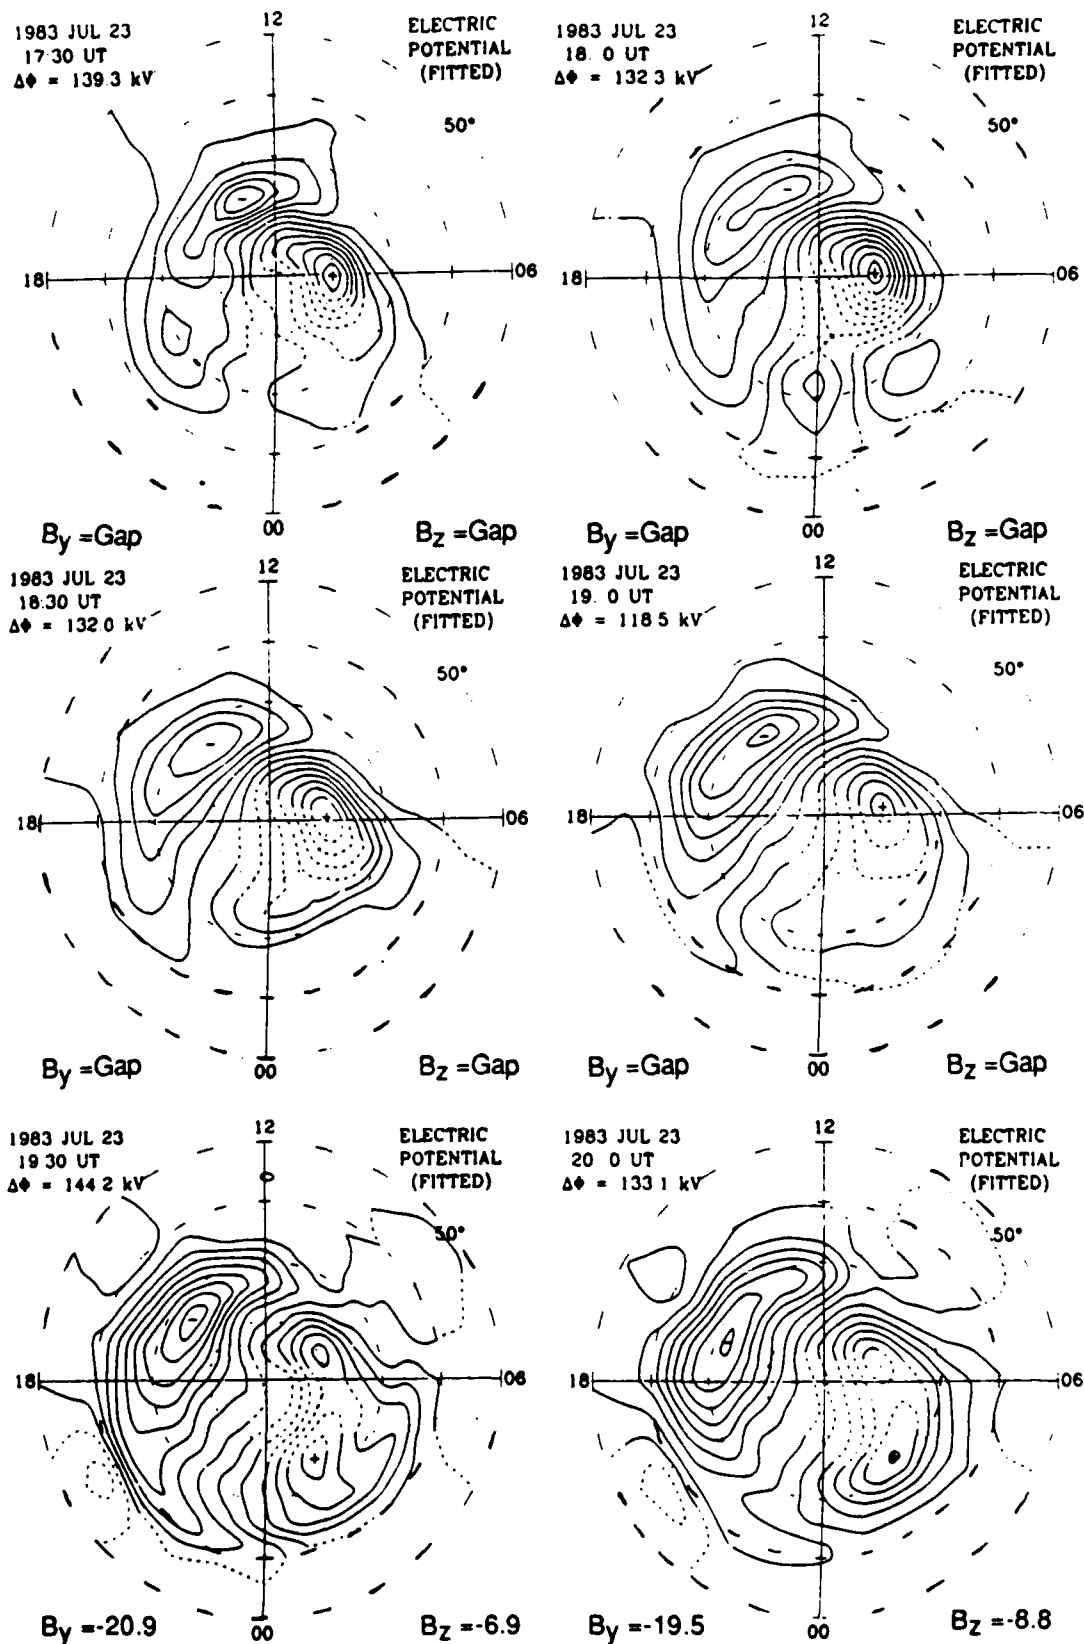 1983 JUL 23
17:30 UT
ΔΦ = 139.3 kV
12
ELECTRIC
POTENTIAL
(FITTED)
50°
18
06
00
By =Gap
Bz =Gap
1983 JUL 23
18. 0 UT
ΔΦ = 132.3 kV
12
ELECTRIC
POTENTIAL
(FITTED)
50°
18
06
00
By =Gap
Bz =Gap
1983 JUL 23
18:30 UT
ΔΦ = 132.0 kV
12
ELECTRIC
POTENTIAL
(FITTED)
50°
18
06
00
By =Gap
Bz =Gap
1983 JUL 23
19. 0 UT
ΔΦ = 118.5 kV
12
ELECTRIC
POTENTIAL
(FITTED)
50°
18
06
00
By =Gap
Bz =Gap
1983 JUL 23
19 30 UT
ΔΦ = 144.2 kV
12
ELECTRIC
POTENTIAL
(FITTED)
50°
18
06
00
By =-20.9
Bz =-6.9
1983 JUL 23
20 0 UT
ΔΦ = 133.1 kV
12
ELECTRIC
POTENTIAL
(FITTED)
50°
18
06
00
By =-19.5
Bz =-8.8